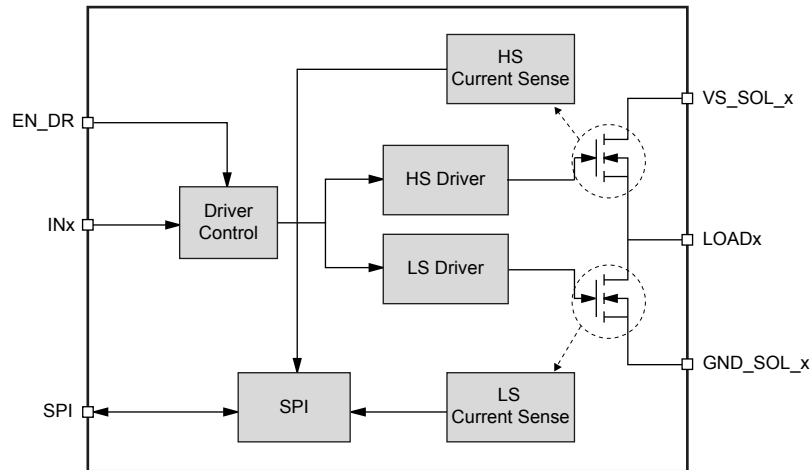 HS
Current Sense
VS_SOL_x
EN_DR
HS Driver
Driver
Control
INx
LOADx
LS Driver
GND_SOL_x
SPI
SPI
LS
Current Sense